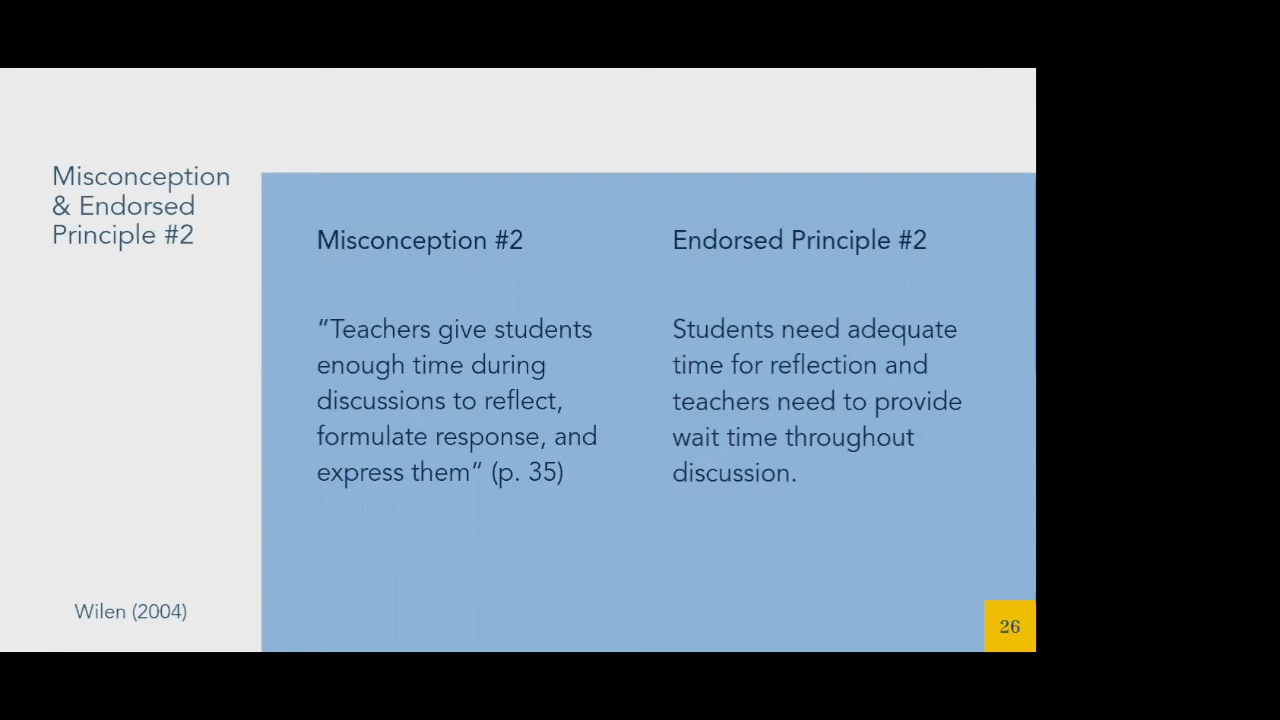 Misconception
& Endorsed
Principle #2
Misconception #2
“Teachers give students
enough time during
discussions to reflect,
formulate response, and
express them” (p. 35)
Endorsed Principle #2
Students need adequate
time for reflection and
teachers need to provide
wait time throughout
discussion.
Wilen (2004)
26